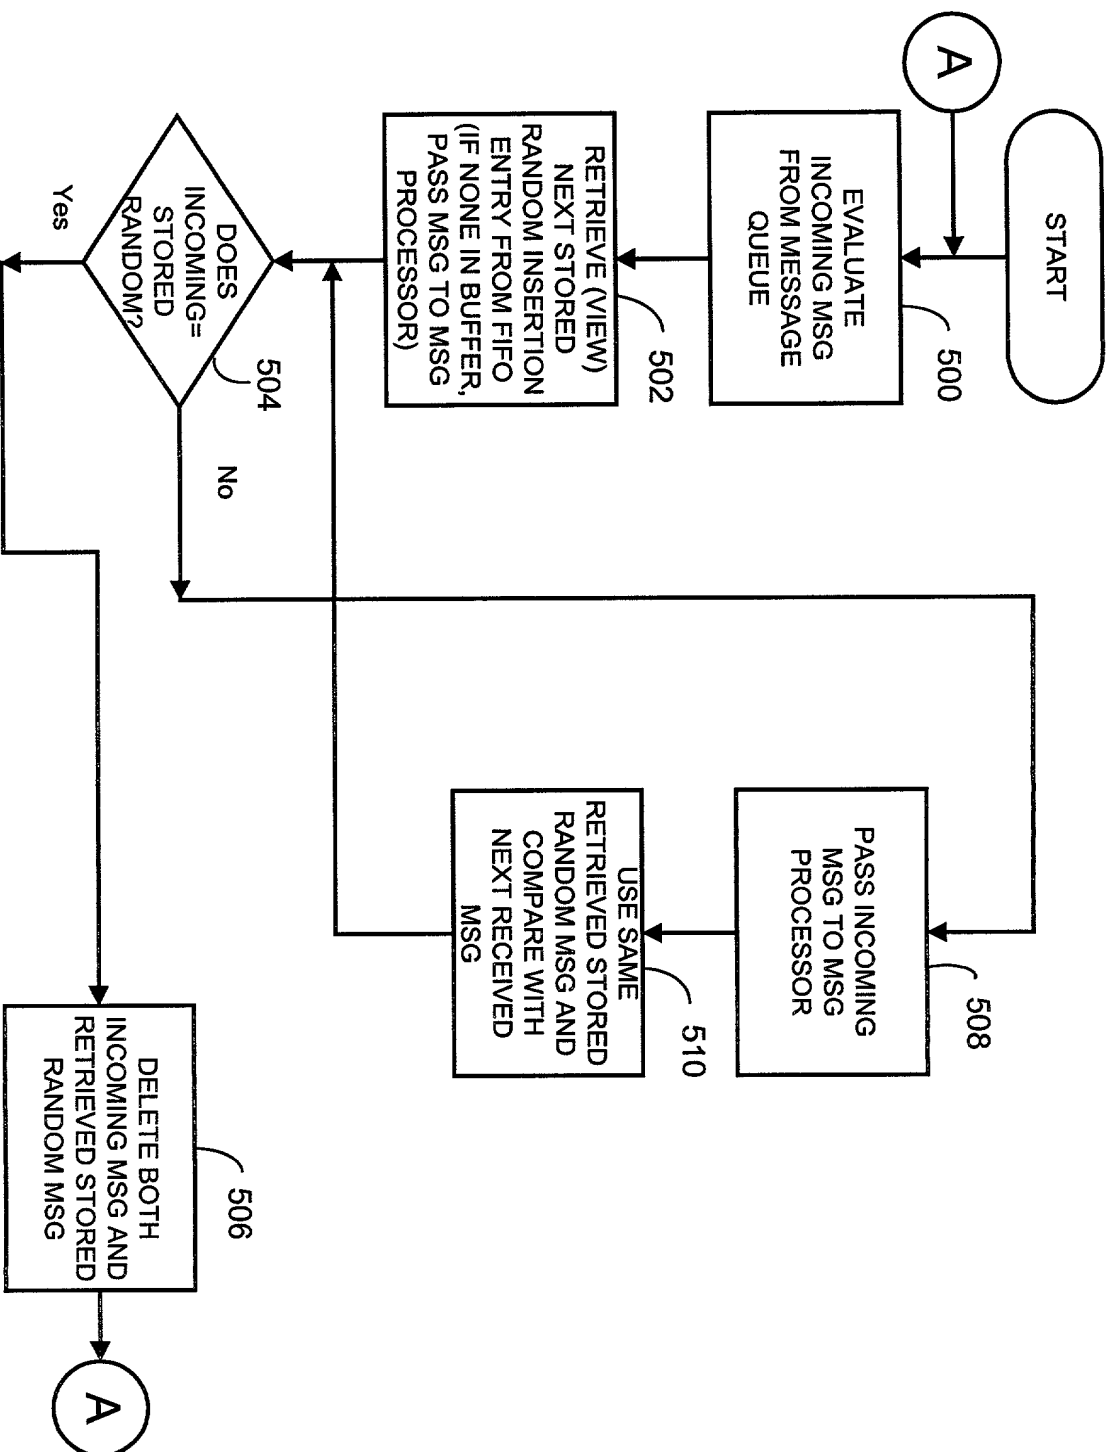 START
A
EVALUATE
INCOMING MSG
FROM MESSAGE
QUEUE
500
RETRIEVE (VIEW)
NEXT STORED
RANDOM INSERTION
ENTRY FROM FIFO
(IF NONE IN BUFFER,
PASS MSG TO MSG
PROCESSOR)
502
DOES
INCOMING=
STORED
RANDOM?
504
No
Yes
PASS INCOMING
MSG TO MSG
PROCESSOR
508
USE SAME
RETRIEVED STORED
RANDOM MSG AND
COMPARE WITH
NEXT RECEIVED
MSG
510
DELETE BOTH
INCOMING MSG AND
RETRIEVED STORED
RANDOM MSG
506
A